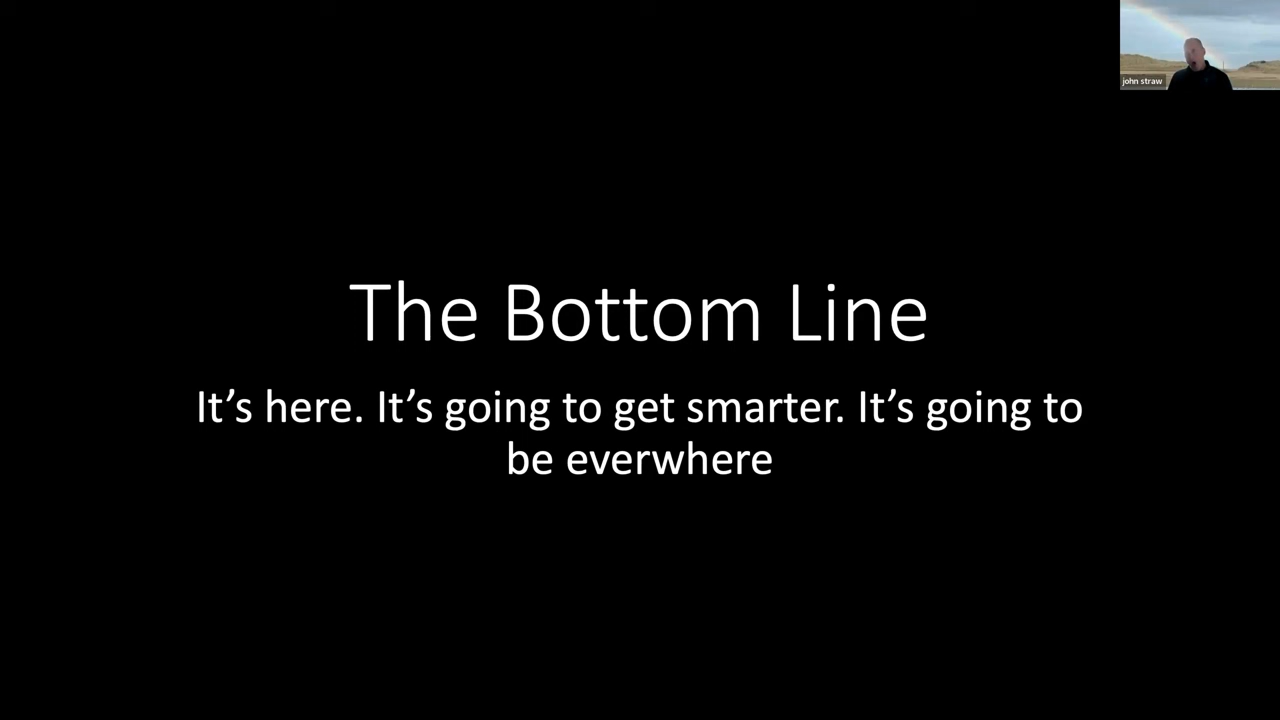 john straw
The Bottom Line
It’s here. It’s going to get smarter. It’s going to
be everwhere